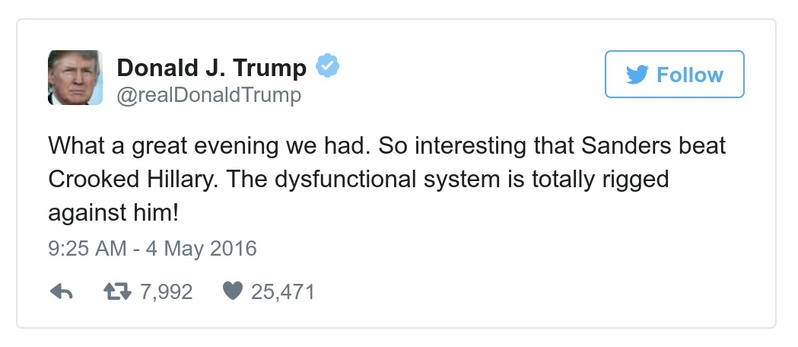 Donald J. Trump
@realDonaldTrump
Follow
What a great evening we had. So interesting that Sanders beat
Crooked Hillary. The dysfunctional system is totally rigged
against him!
9:25 AM - 4 May 2016
7,992 25,471